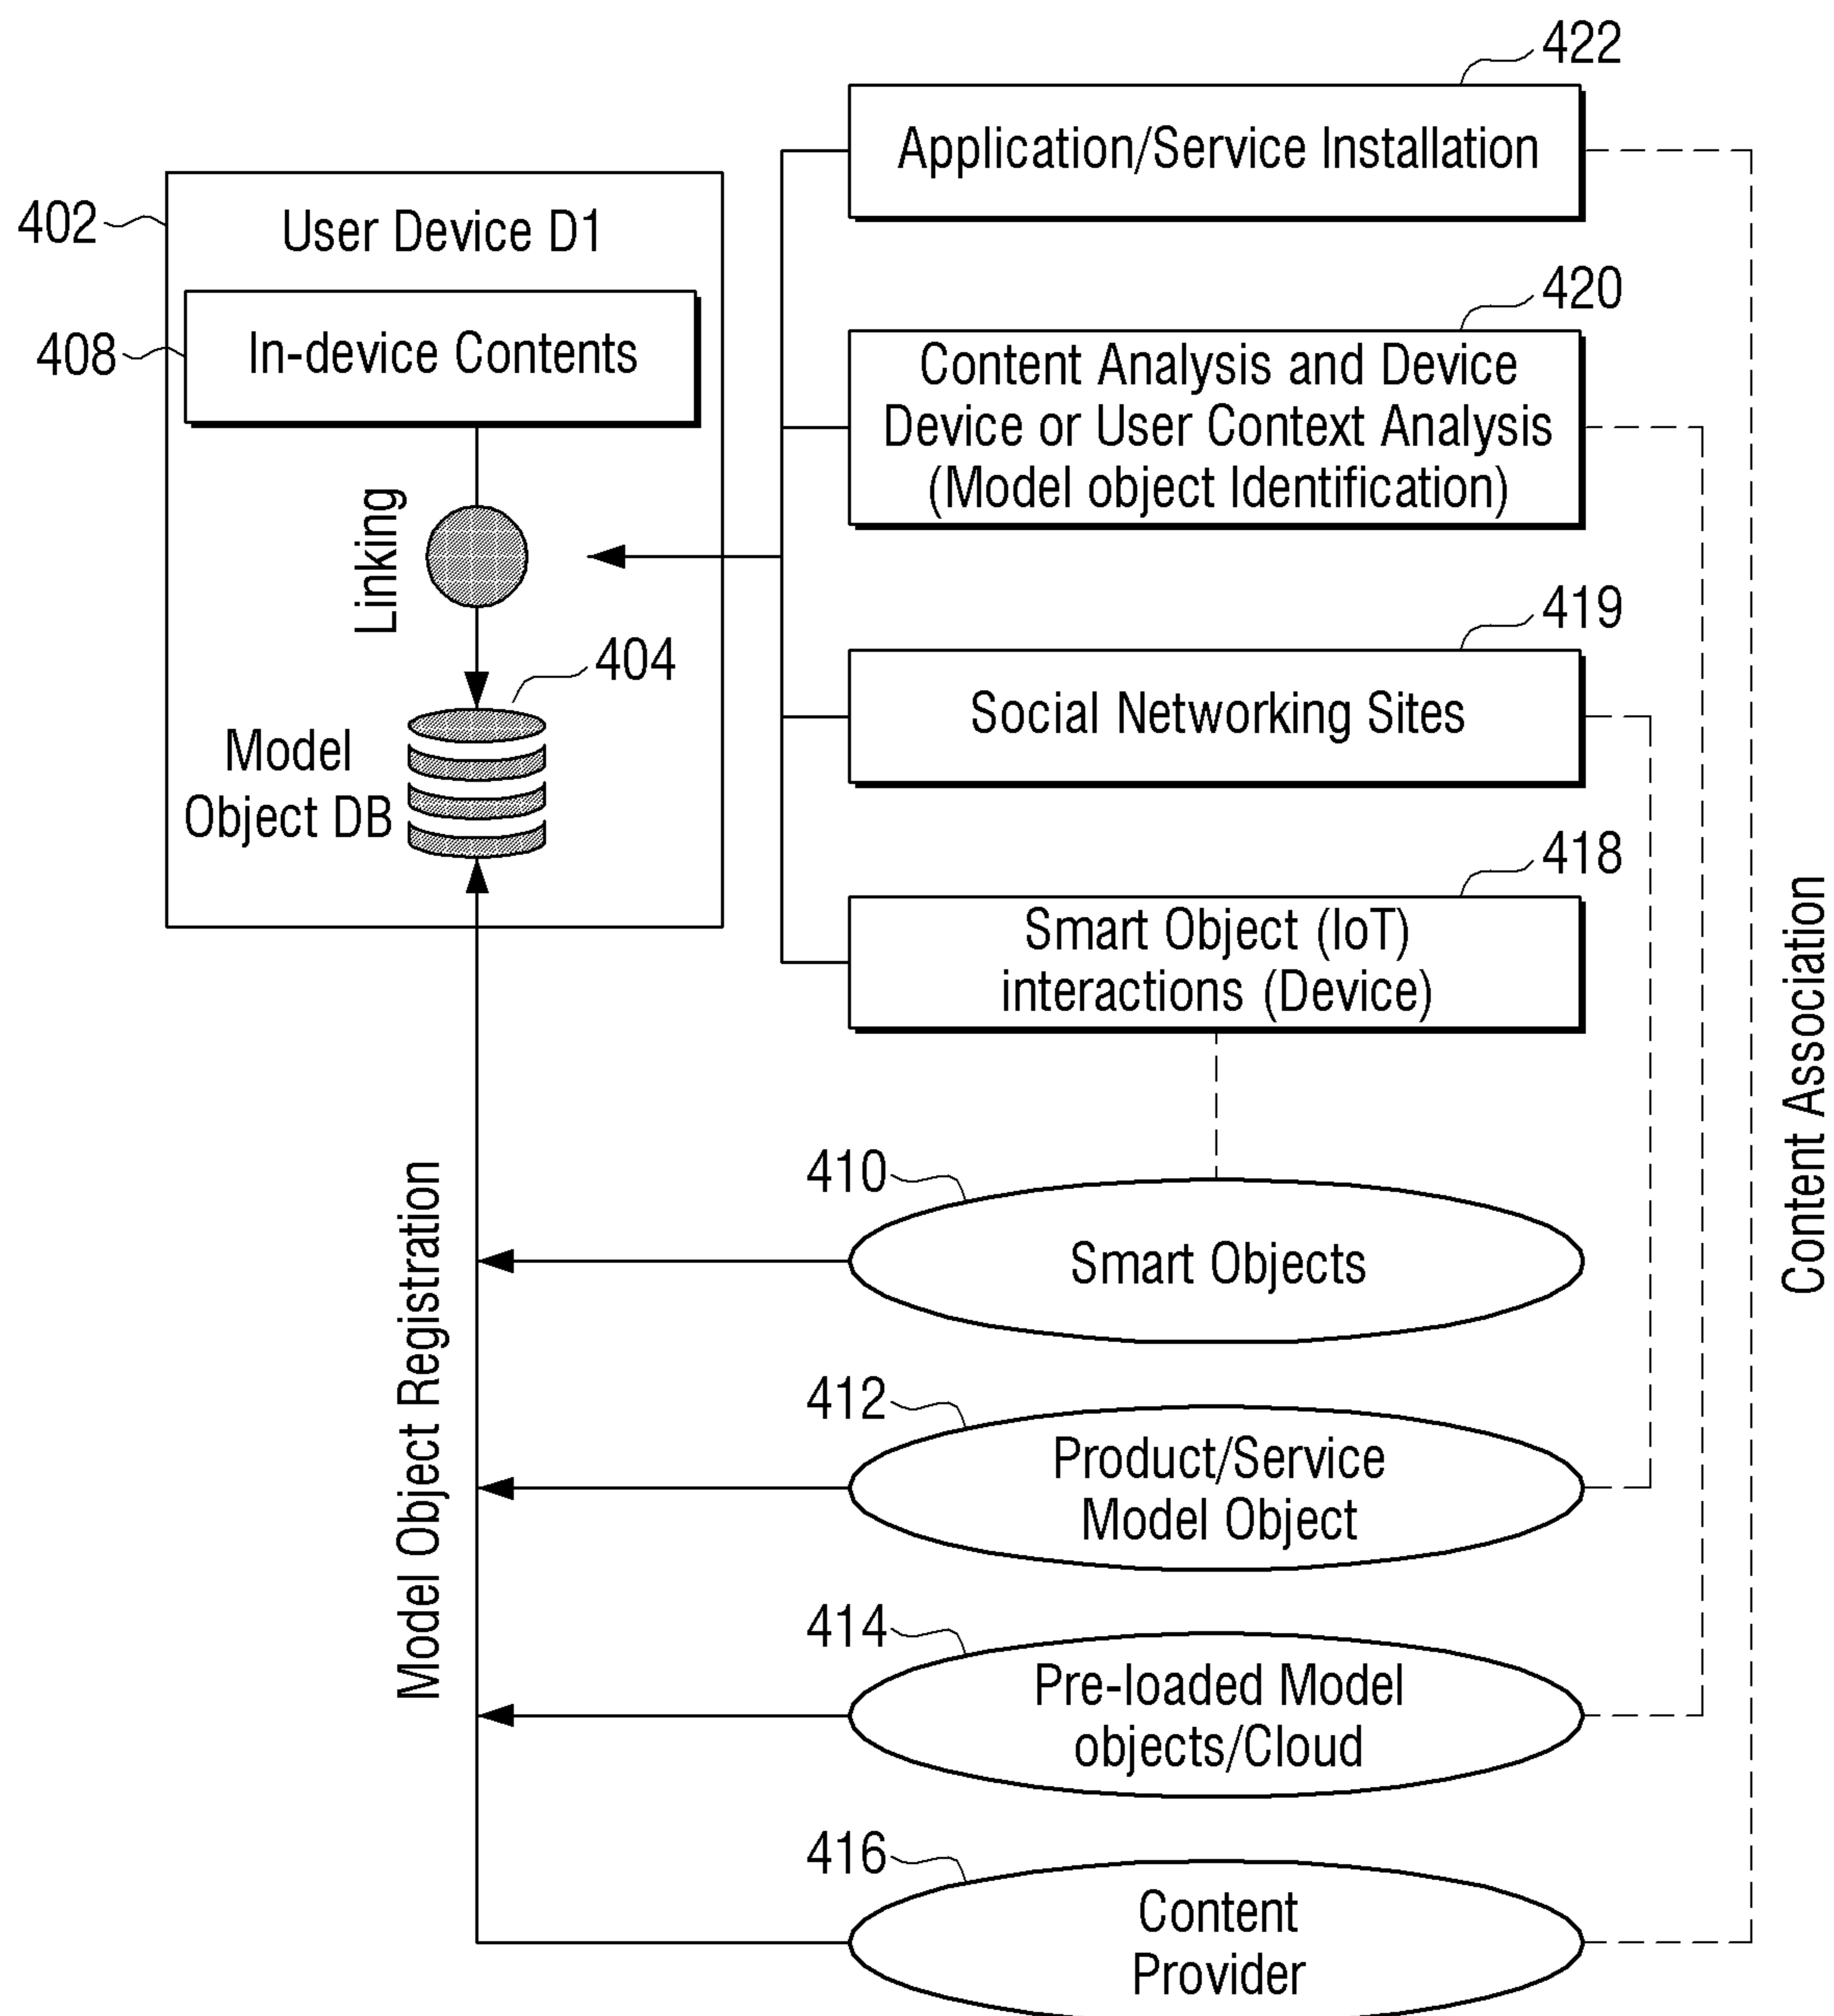 422
Application/Service Installation
402
User Device D1
420
408
In-device Contents
Content Analysis and Device
Device or User Context Analysis
(Model object Identification)
Linking
419
404
Social Networking Sites
Model
Object DB
418
Smart Object (IoT)
interactions (Device)
Content Association
410
Smart Objects
Model Object Registration
412
Product/Service
Model Object
414
Pre-loaded Model
objects/Cloud
416
Content
Provider